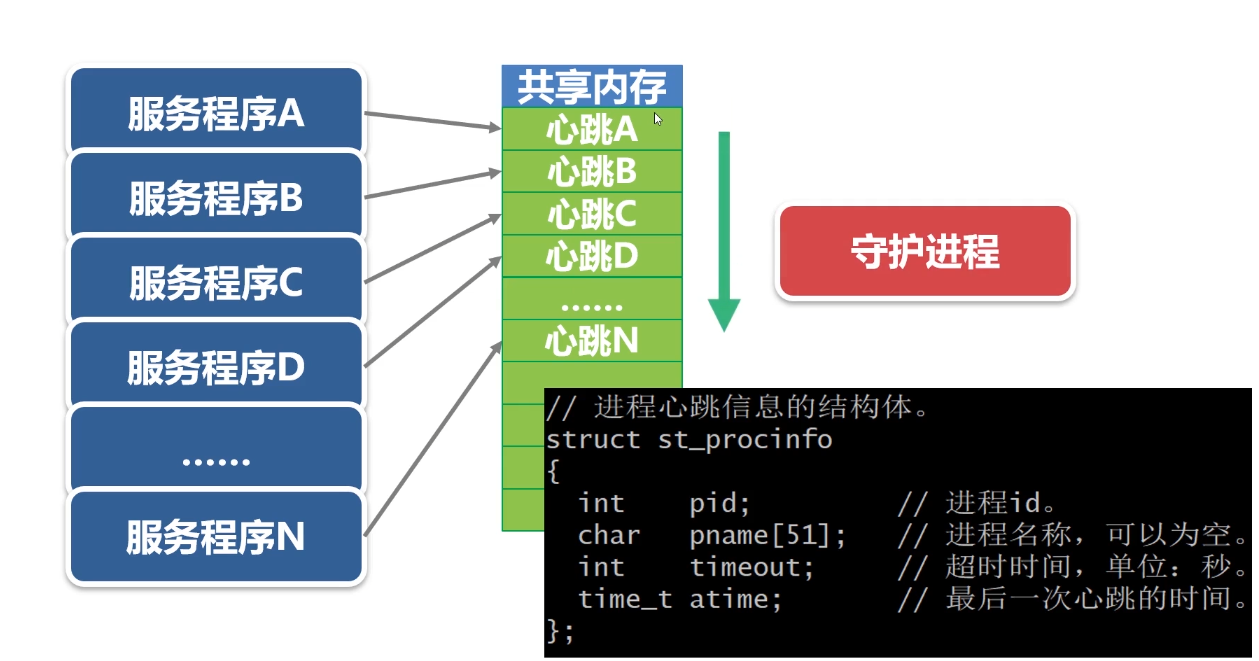 服务程序A
服务程序B
服务程序C
服务程序D
......
服务程序N
共享内存
心跳A
心跳B
心跳C
心跳D
......
心跳N
守护进程
// 进程心跳信息的结构体。
struct st_procinfo
{
  int    pid;         // 进程id。
  char   pname[51];   // 进程名称，可以为空。
  int    timeout;     // 超时时间，单位：秒。
  time_t atime;       // 最后一次心跳的时间。
};